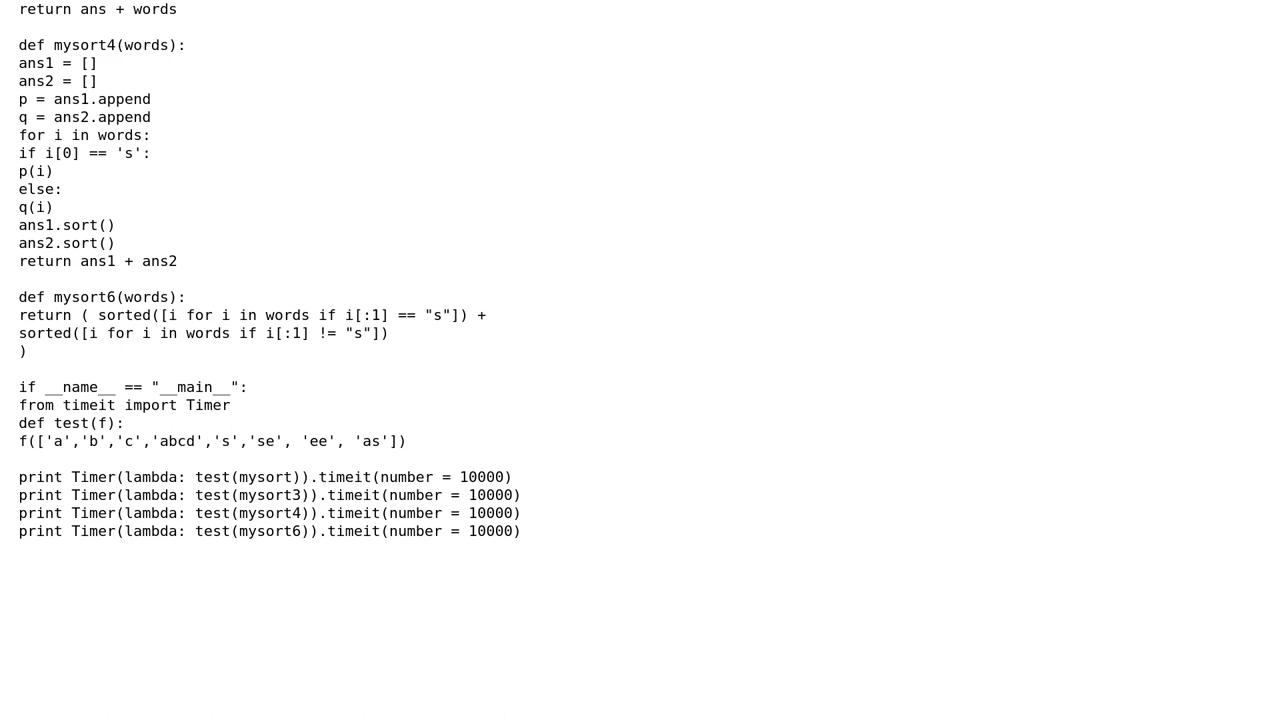 return ans + words

def mysort4(words):
ans1 = []
ans2 = []
p = ans1.append
q = ans2.append
for i in words:
if i[0] == 's':
p(i)
else:
q(i)
ans1.sort()
ans2.sort()
return ans1 + ans2

def mysort6(words):
return ( sorted([i for i in words if i[:1] == "s"]) +
sorted([i for i in words if i[:1] != "s"])
)

if __name__ == "__main__":
from timeit import Timer
def test(f):
f(['a','b','c','abcd','s','se', 'ee', 'as'])

print Timer(lambda: test(mysort)).timeit(number = 10000)
print Timer(lambda: test(mysort3)).timeit(number = 10000)
print Timer(lambda: test(mysort4)).timeit(number = 10000)
print Timer(lambda: test(mysort6)).timeit(number = 10000)